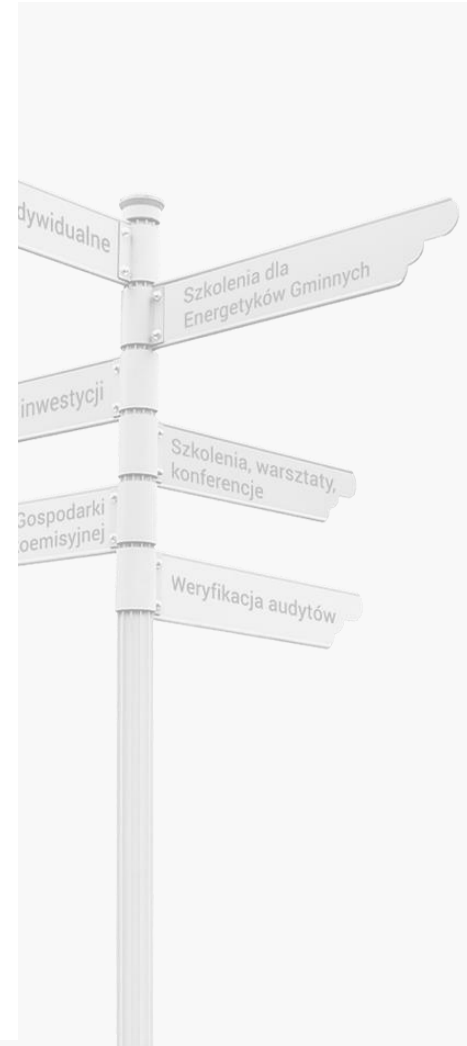 dywidualne
Szkolenia dla
Energetyków Gminnych
inwestycji
Szkolenia, warsztaty,
konferencje
Gospodarki
oemisyjnej
Weryfikacja audytów